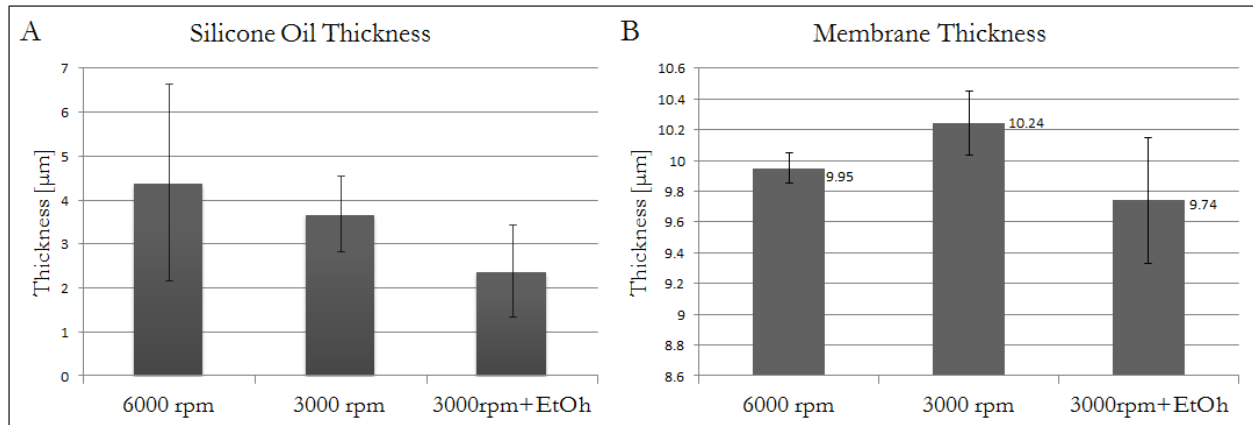 A
Silicone Oil Thickness
Thickness [µm]
7
6
5
4
3
2
1
0
6000 rpm
3000 rpm
3000rpm+EtOh
B
Membrane Thickness
Thickness [µm]
10.6
10.4
10.2
10
9.8
9.6
9.4
9.2
9
8.8
8.6
9.95
10.24
9.74
6000 rpm
3000 rpm
3000rpm+EtOh